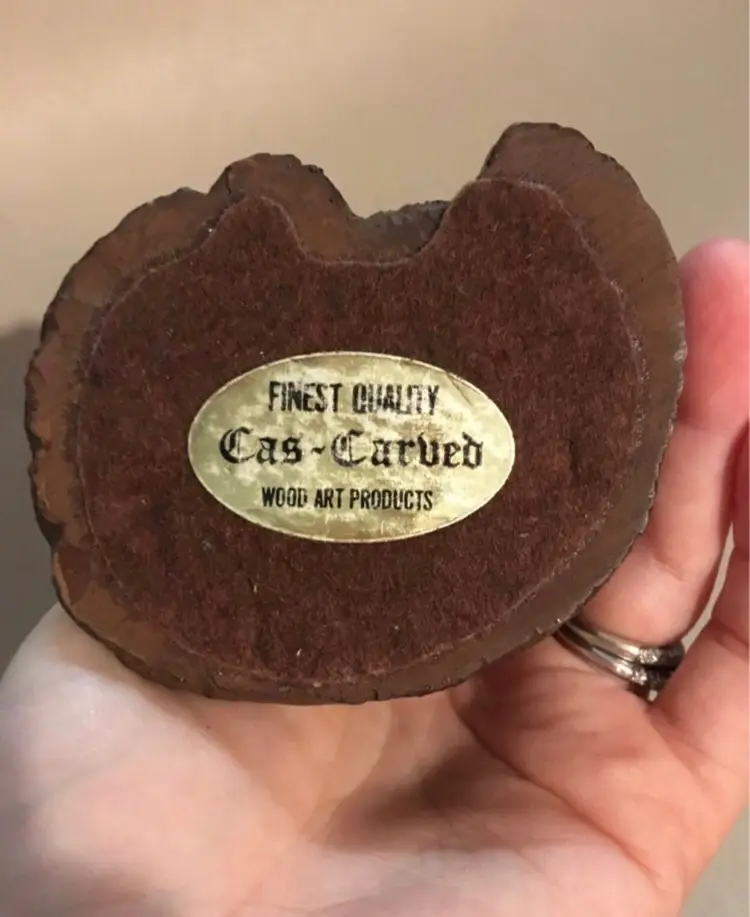 FINEST QUALITY
Cas-Carved
WOOD ART PRODUCTS